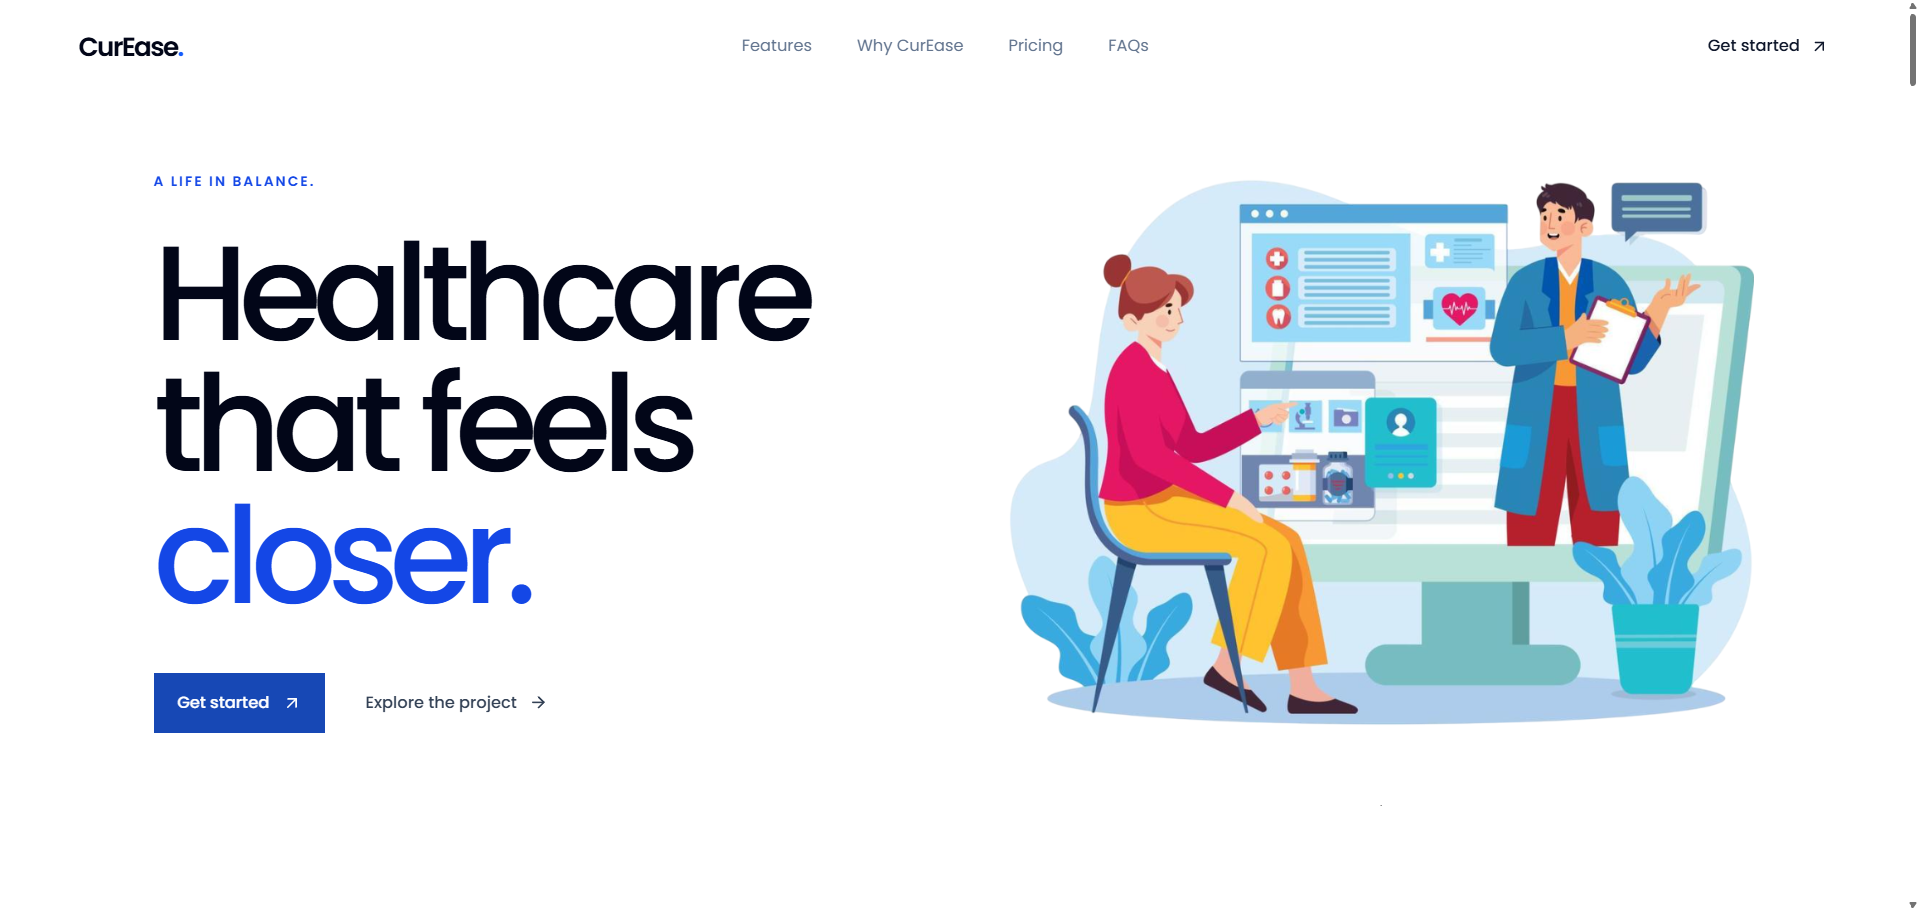 CurEase.
Features
Why CurEase
Pricing
FAQs
Get started
A LIFE IN BALANCE.
Healthcare
that feels
closer.
Get started
Explore the project